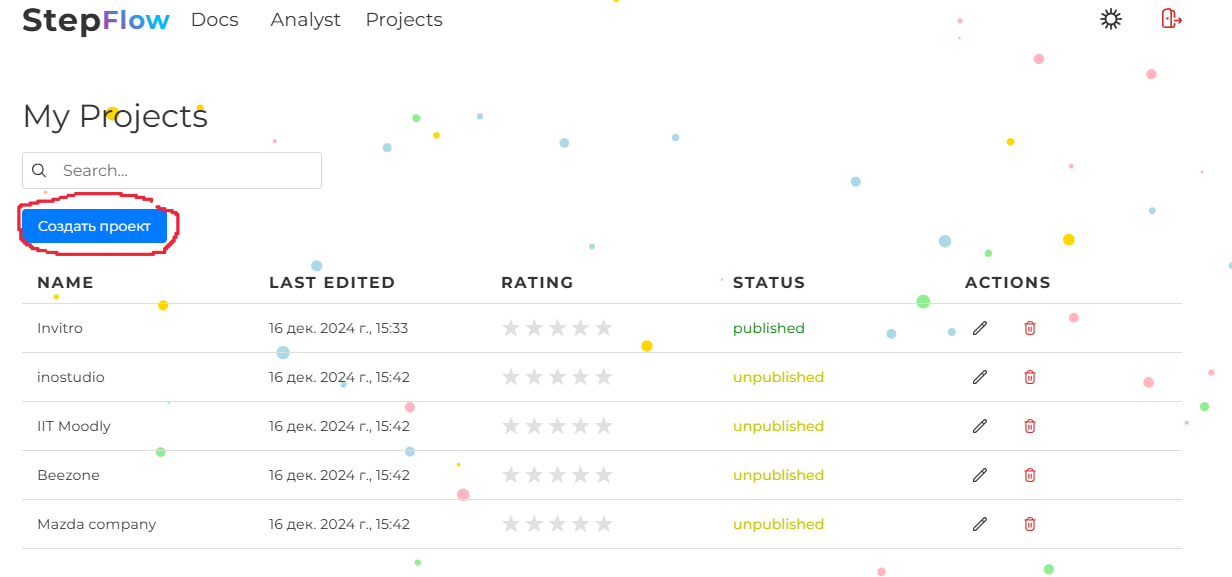 StepFlow Docs Analyst Projects
My Projects
Search...
Создать проект
NAME LAST EDITED RATING STATUS ACTIONS
Invitro 16 дек. 2024 г., 15:33 published
inostudio 16 дек. 2024 г., 15:42 unpublished
IIT Moodly 16 дек. 2024 г., 15:42 unpublished
Beezone 16 дек. 2024 г., 15:42 unpublished
Mazda company 16 дек. 2024 г., 15:42 unpublished